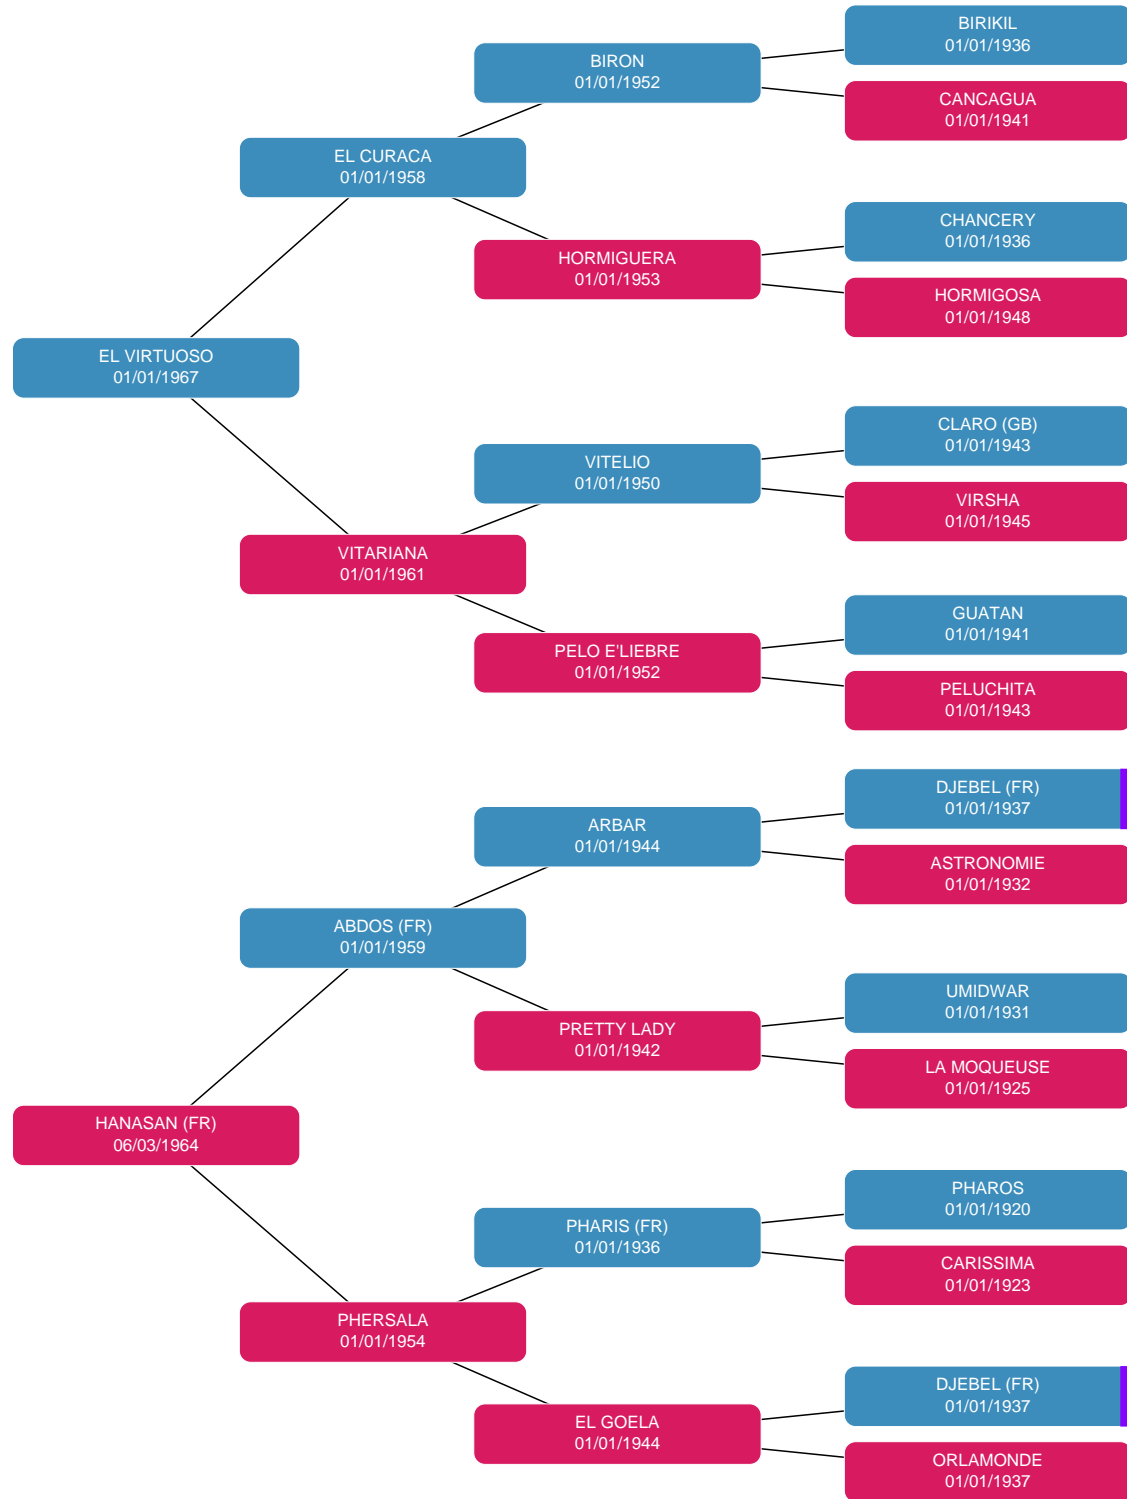 BIRIKIL
01/01/1936
BIRON
01/01/1952
CANCAGUA
01/01/1941
EL CURACA
01/01/1958
CHANCERY
01/01/1936
HORMIGUERA
01/01/1953
HORMIGOSA
01/01/1948
EL VIRTUOSO
01/01/1967
CLARO (GB)
01/01/1943
VITELIO
01/01/1950
VIRSHA
01/01/1945
VITARIANA
01/01/1961
GUATAN
01/01/1941
PELO E'LIEBRE
01/01/1952
PELUCHITA
01/01/1943
DJEBEL (FR)
01/01/1937
ARBAR
01/01/1944
ASTRONOMIE
01/01/1932
ABDOS (FR)
01/01/1959
UMIDWAR
01/01/1931
PRETTY LADY
01/01/1942
LA MOQUEUSE
01/01/1925
HANASAN (FR)
06/03/1964
PHAROS
01/01/1920
PHARIS (FR)
01/01/1936
CARISSIMA
01/01/1923
PHERSALA
01/01/1954
DJEBEL (FR)
01/01/1937
EL GOELA
01/01/1944
ORLAMONDE
01/01/1937